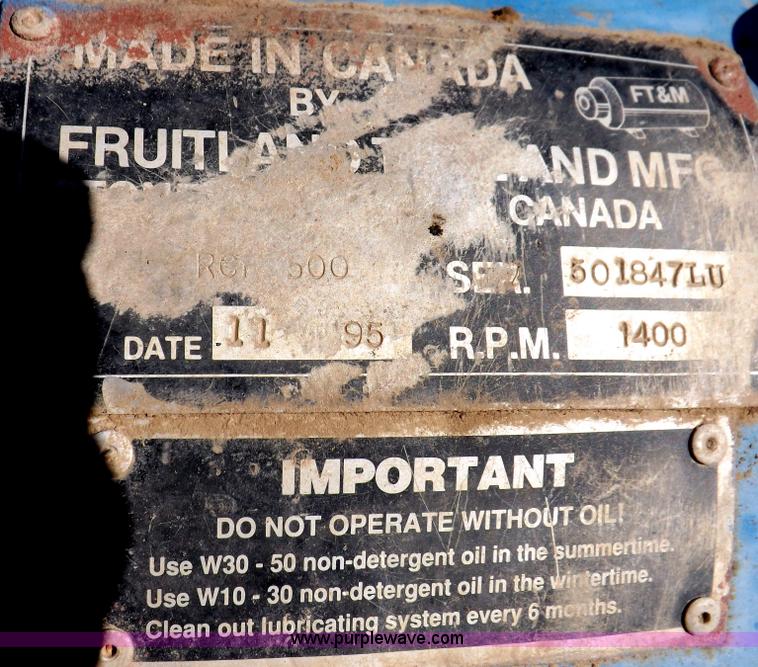 MADE IN CANADA
BY
FT&M
FRUITLAND AND MFG
CANADA
500 SER. 501847LU
DATE 11 95 R.P.M. 1400
IMPORTANT
DO NOT OPERATE WITHOUT OIL!
Use W30 - 50 non-detergent oil in the summertime.
Use W10 - 30 non-detergent oil in the wintertime.
Clean out lubricating system every 6 months.
www.purplewave.com